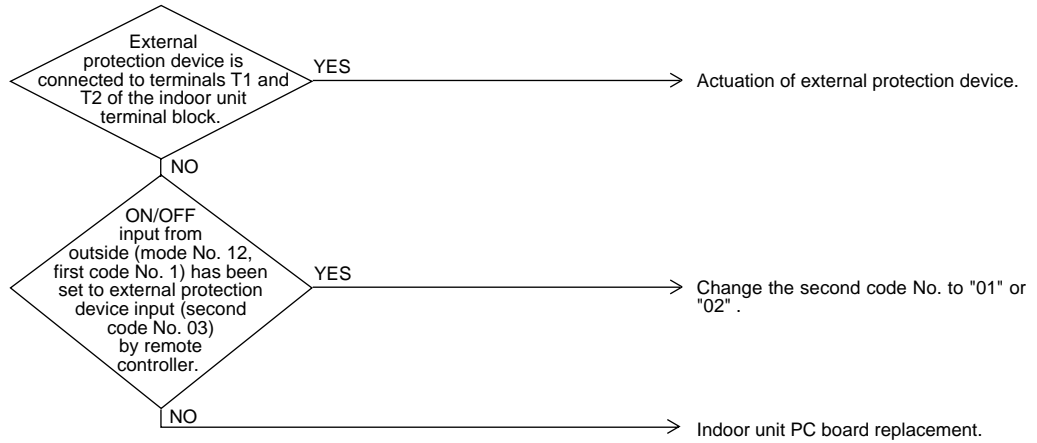 External
protection device is
connected to terminals T1 and
T2 of the indoor unit
terminal block.
YES
Actuation of external protection device.
NO
ON/OFF
input from
outside (mode No. 12,
first code No. 1) has been
set to external protection
device input (second
code No. 03)
by remote
controller.
YES
Change the second code No. to "01" or
"02" .
NO
Indoor unit PC board replacement.